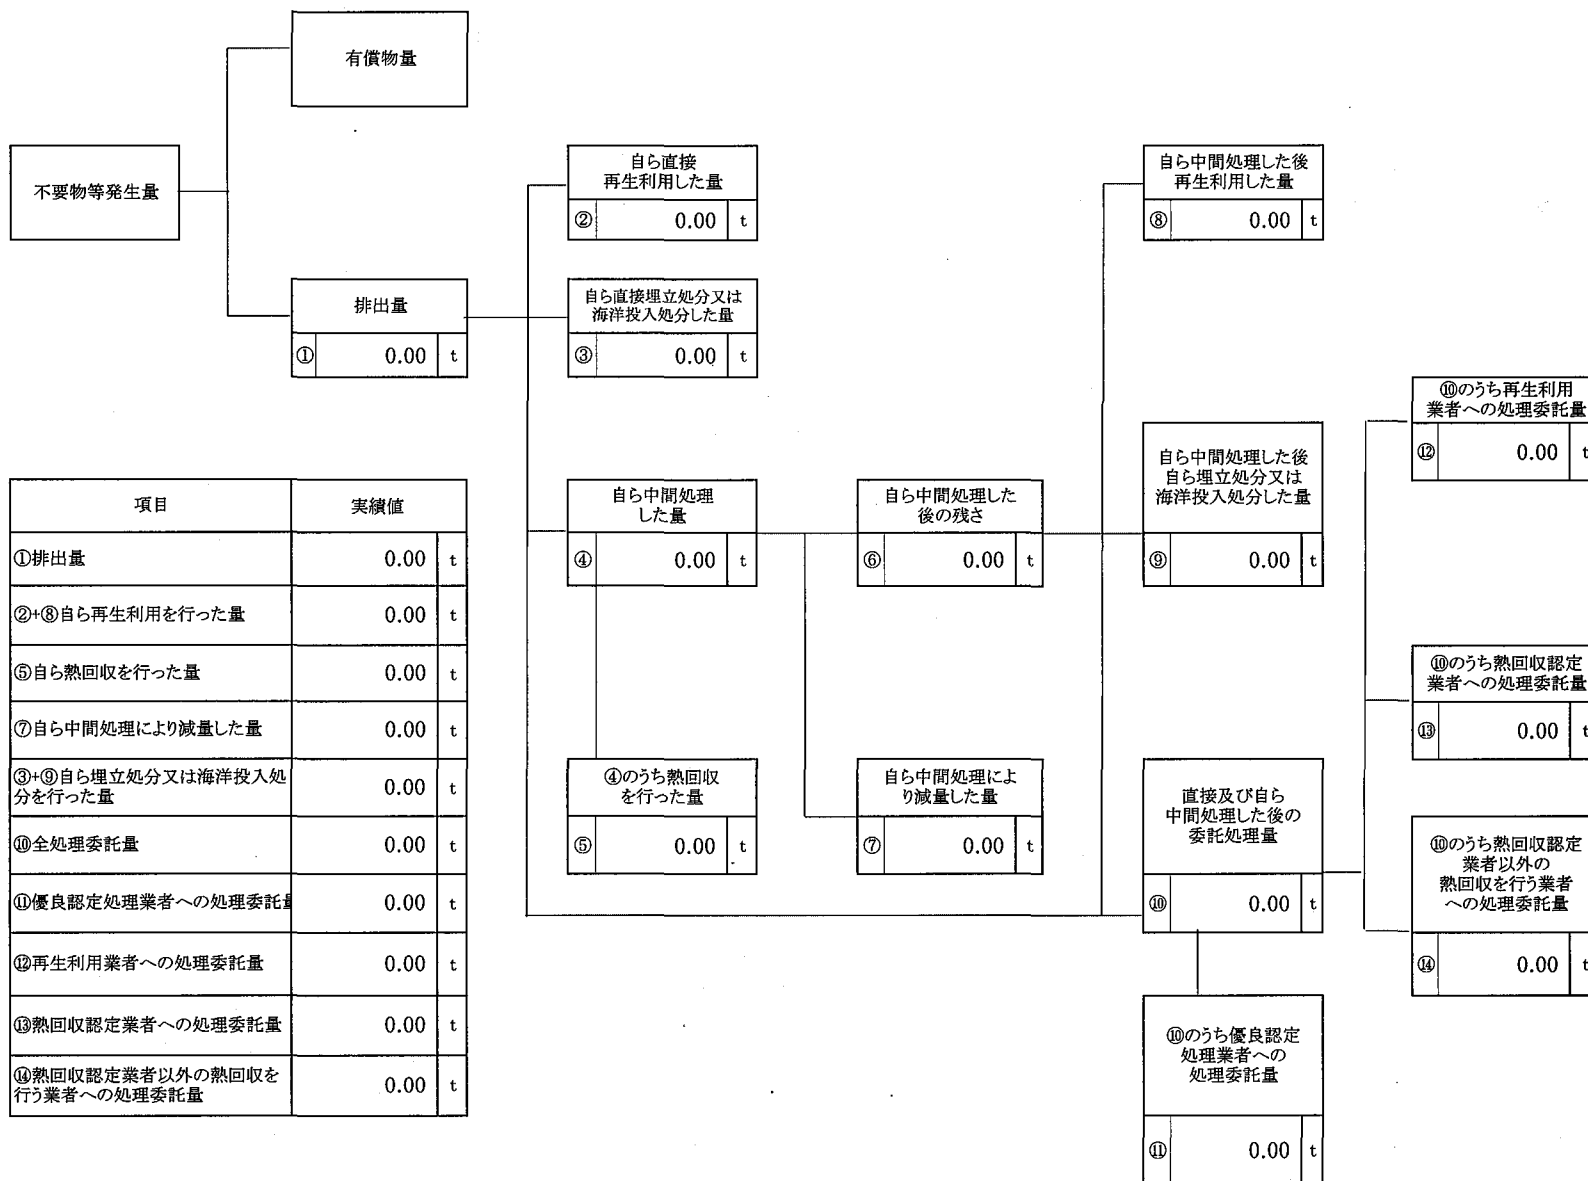 有償物量
不要物等発生量
排出量
① 0.00 t
自ら直接
再生利用した量
② 0.00 t
自ら直接埋立処分又は
海洋投入処分した量
③ 0.00 t
自ら中間処理した後
再生利用した量
⑧ 0.00 t
⑩のうち再生利用
業者への処理委託量
⑫ 0.00 t
自ら中間処理した後
自ら埋立処分又は
海洋投入処分した量
⑨ 0.00 t
自ら中間処理
した量
④ 0.00 t
自ら中間処理した
後の残さ
⑥ 0.00 t
⑩のうち熱回収認定
業者への処理委託量
⑬ 0.00 t
④のうち熱回収
を行った量
⑤ 0.00 t
自ら中間処理によ
り減量した量
⑦ 0.00 t
直接及び自ら
中間処理した後の
委託処理量
⑩ 0.00 t
⑩のうち熱回収認定
業者以外の
熱回収を行う業者
への処理委託量
⑭ 0.00 t
⑩のうち優良認定
処理業者への
処理委託量
⑪ 0.00 t
項目 実績値
①排出量 0.00 t
②+⑧自ら再生利用を行った量 0.00 t
⑤自ら熱回収を行った量 0.00 t
⑦自ら中間処理により減量した量 0.00 t
③+⑨自ら埋立処分又は海洋投入処
分を行った量 0.00 t
⑩全処理委託量 0.00 t
⑪優良認定処理業者への処理委託量 0.00 t
⑫再生利用業者への処理委託量 0.00 t
⑬熱回収認定業者への処理委託量 0.00 t
⑭熱回収認定業者以外の熱回収を
行う業者への処理委託量 0.00 t